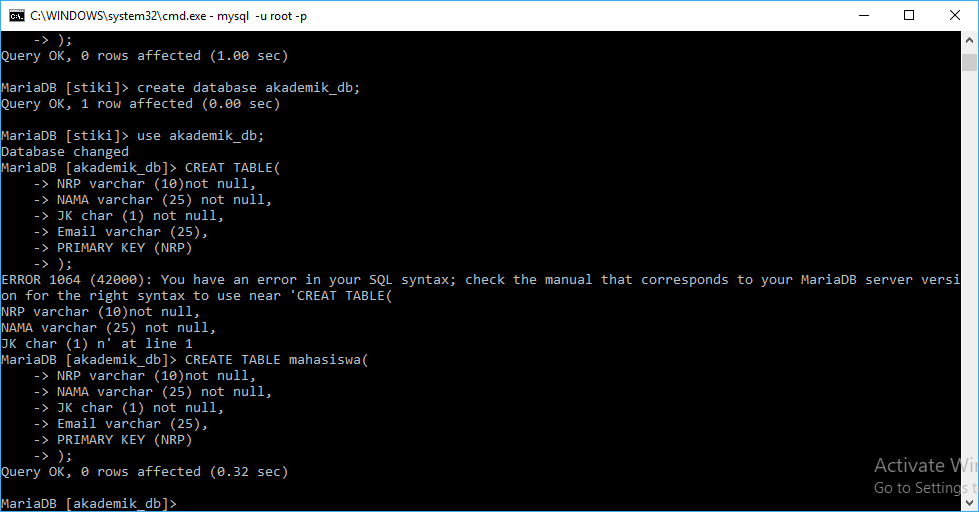 C:\WINDOWS\system32\cmd.exe - mysql  -u root -p
    -> );
Query OK, 0 rows affected (1.00 sec)
MariaDB [stiki]> create database akademik_db;
Query OK, 1 row affected (0.00 sec)
MariaDB [stiki]> use akademik_db;
Database changed
MariaDB [akademik_db]> CREAT TABLE(
    -> NRP varchar (10)not null,
    -> NAMA varchar (25) not null,
    -> JK char (1) not null,
    -> Email varchar (25),
    -> PRIMARY KEY (NRP)
    -> );
ERROR 1064 (42000): You have an error in your SQL syntax; check the manual that corresponds to your MariaDB server versi
on for the right syntax to use near 'CREAT TABLE(
NRP varchar (10)not null,
NAMA varchar (25) not null,
JK char (1) n' at line 1
MariaDB [akademik_db]> CREATE TABLE mahasiswa(
    -> NRP varchar (10)not null,
    -> NAMA varchar (25) not null,
    -> JK char (1) not null,
    -> Email varchar (25),
    -> PRIMARY KEY (NRP)
    -> );
Query OK, 0 rows affected (0.32 sec)
MariaDB [akademik_db]>
Activate Win
Go to Settings t